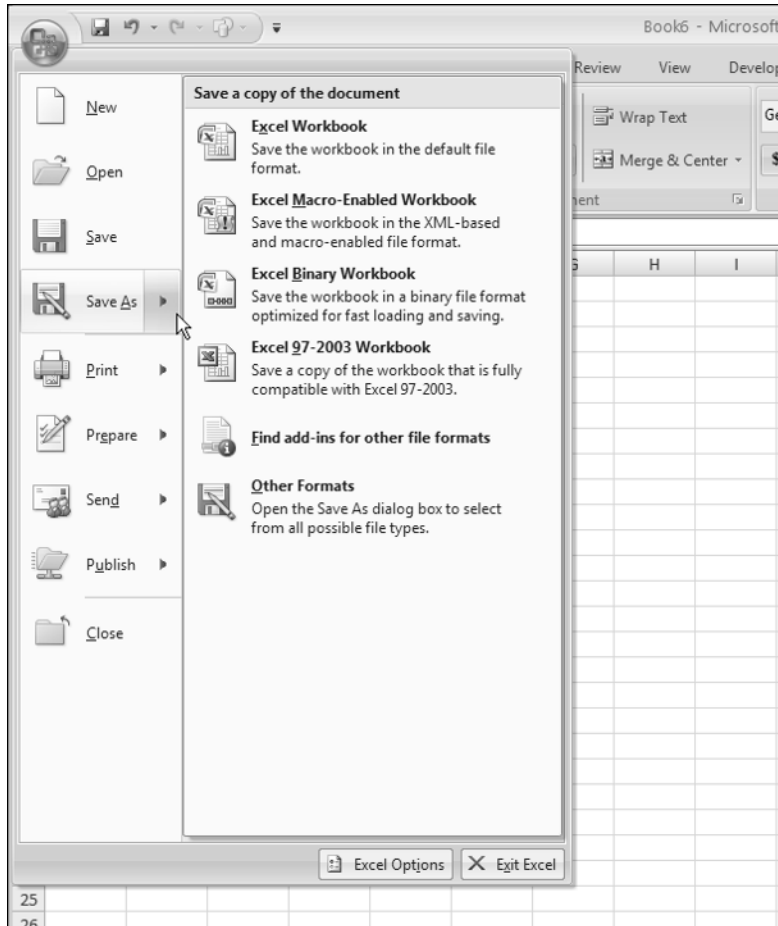 Book6 - Microsoft
Review View Develop
New
Open
Save
Save As
Print
Prepare
Send
Publish
Close
Save a copy of the document
Excel Workbook
Save the workbook in the default file
format.
Excel Macro-Enabled Workbook
Save the workbook in the XML-based
and macro-enabled file format.
Excel Binary Workbook
Save the workbook in a binary file format
optimized for fast loading and saving.
Excel 97-2003 Workbook
Save a copy of the workbook that is fully
compatible with Excel 97-2003.
Find add-ins for other file formats
Other Formats
Open the Save As dialog box to select
from all possible file types.
Wrap Text
Ge
Merge & Center
$
nent
H I
Excel Options Exit Excel
25
26